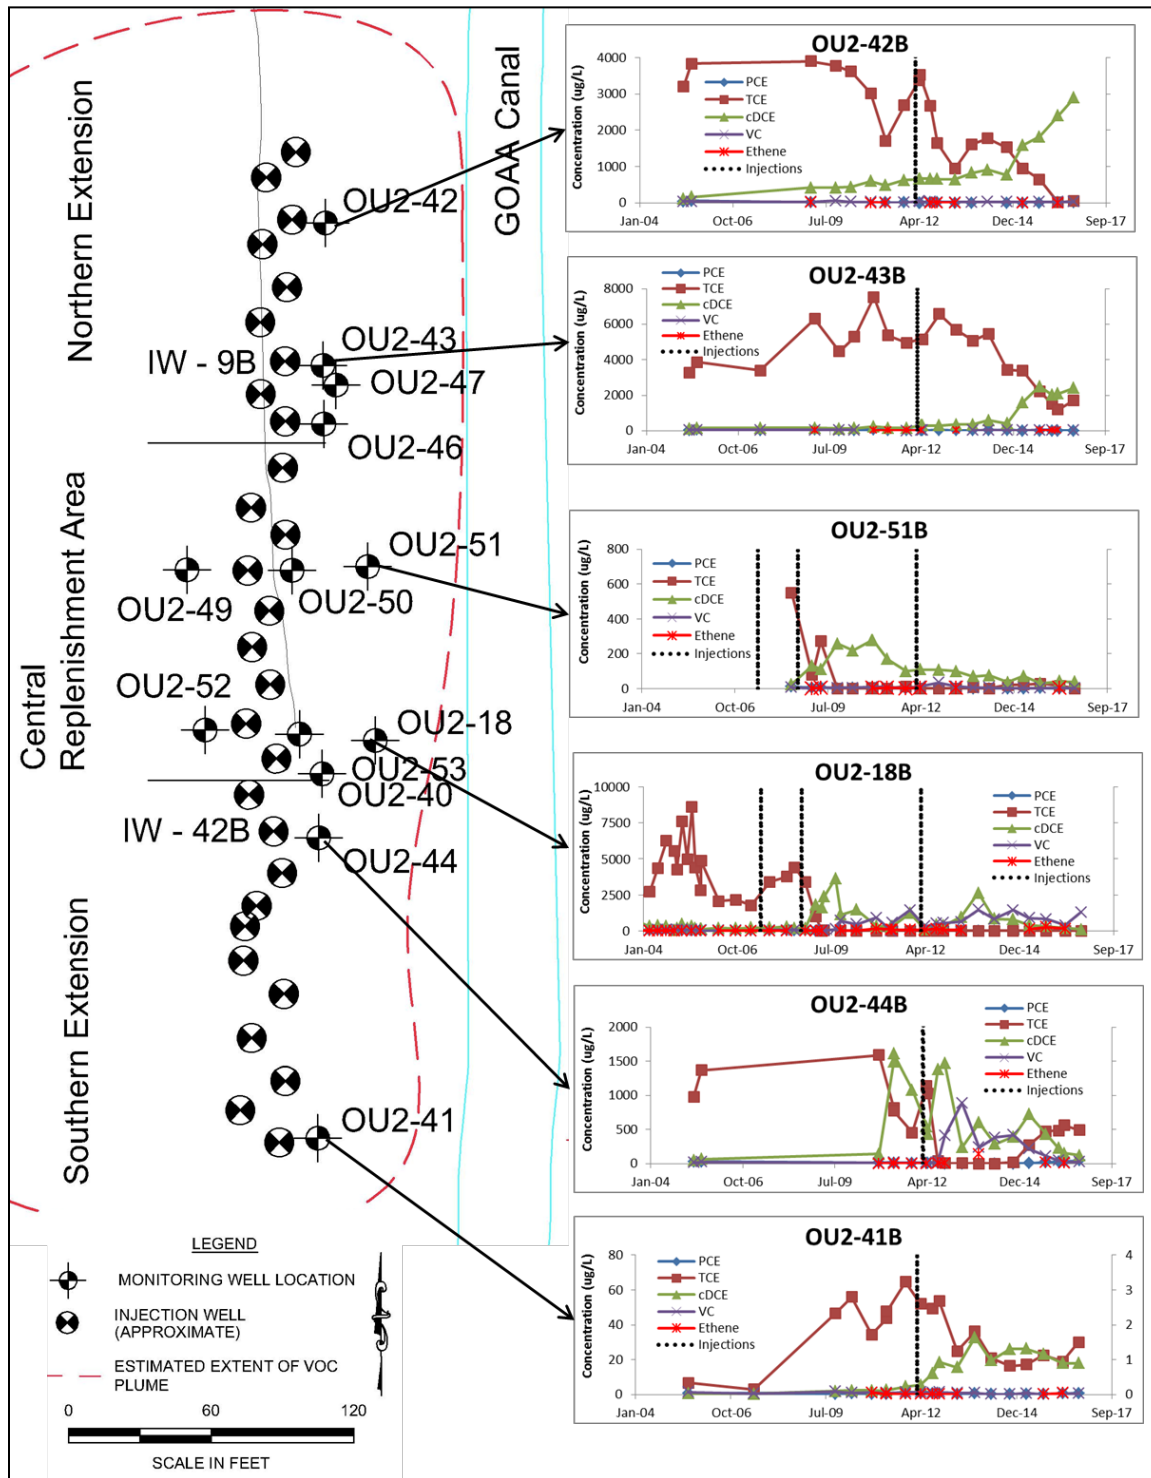 Northern Extension
GOAA Canal
OU2-42
OU2-43
IW - 9B
OU2-47
OU2-46
Central
Replenishment Area
OU2-51
OU2-49
OU2-50
OU2-52
OU2-18
OU2-53
OU2-40
IW - 42B
OU2-44
Southern Extension
OU2-41
LEGEND
MONITORING WELL LOCATION
INJECTION WELL
(APPROXIMATE)
ESTIMATED EXTENT OF VOC
PLUME
0 60 120
SCALE IN FEET
OU2-42B
Concentration (ug/L)
4000
3000
2000
1000
0
PCE
TCE
cDCE
VC
Ethene
Injections
Jan-04 Oct-06 Jul-09 Apr-12 Dec-14 Sep-17
OU2-43B
Concentration (ug/L)
8000
6000
4000
2000
0
PCE
TCE
cDCE
VC
Ethene
Injections
Jan-04 Oct-06 Jul-09 Apr-12 Dec-14 Sep-17
OU2-51B
Concentration (ug/L)
800
600
400
200
0
PCE
TCE
cDCE
VC
Ethene
Injections
Jan-04 Oct-06 Jul-09 Apr-12 Dec-14 Sep-17
OU2-18B
Concentration (ug/L)
10000
7500
5000
2500
0
PCE
TCE
cDCE
VC
Ethene
Injections
Jan-04 Oct-06 Jul-09 Apr-12 Dec-14 Sep-17
OU2-44B
Concentration (ug/L)
2000
1500
1000
500
0
PCE
TCE
cDCE
VC
Ethene
Injections
Jan-04 Oct-06 Jul-09 Apr-12 Dec-14 Sep-17
OU2-41B
Concentration (ug/L)
80
60
40
20
0
PCE
TCE
cDCE
VC
Ethene
Injections
4
3
2
1
0
Jan-04 Oct-06 Jul-09 Apr-12 Dec-14 Sep-17